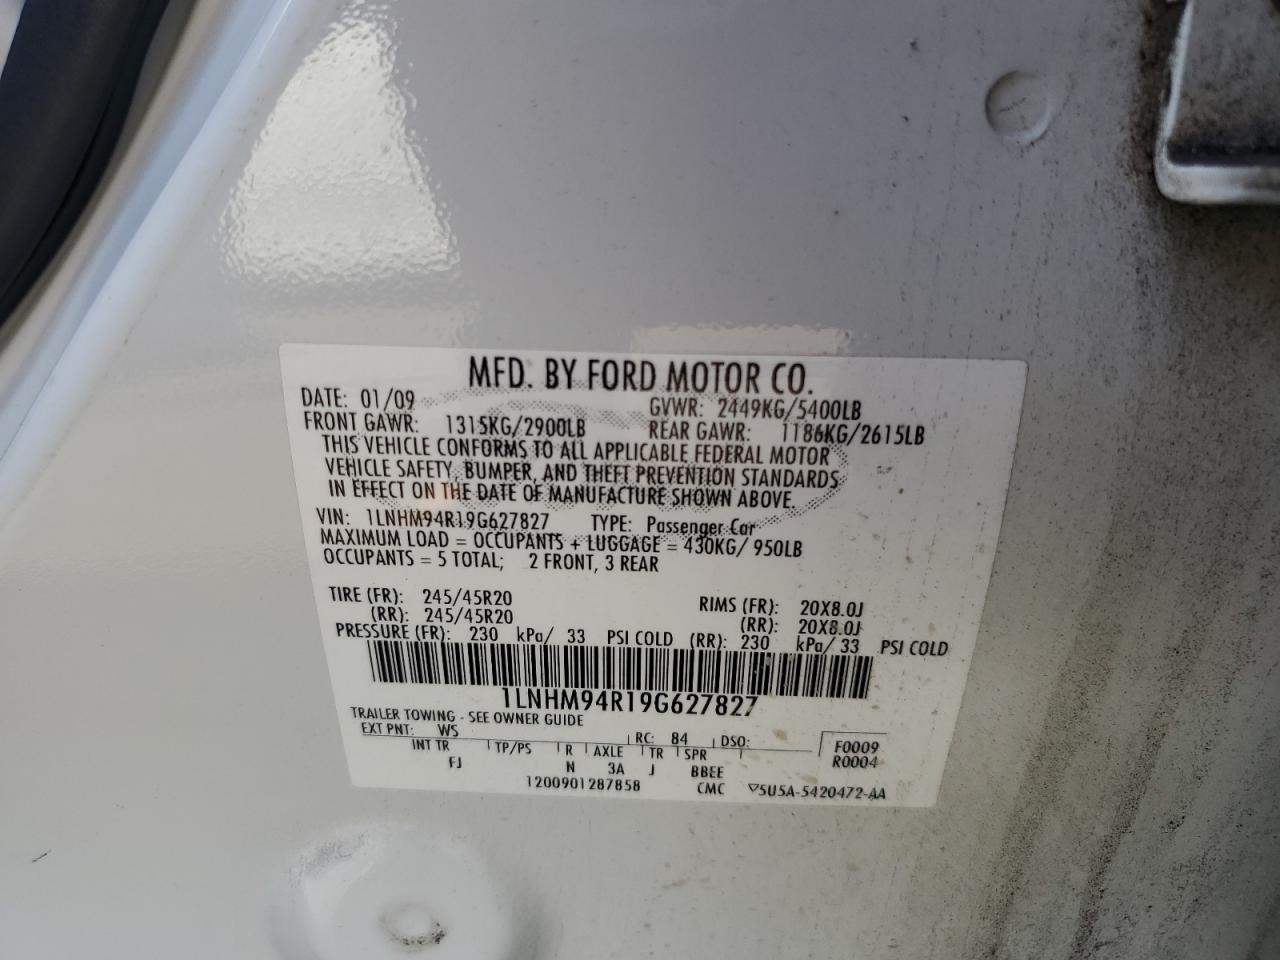 MFD. BY FORD MOTOR CO.
DATE: 01/09 GVWR: 2449KG/5400LB
FRONT GAWR: 1315KG/2900LB REAR GAWR: 1186KG/2615LB
THIS VEHICLE CONFORMS TO ALL APPLICABLE FEDERAL MOTOR
VEHICLE SAFETY, BUMPER, AND THEFT PREVENTION STANDARDS
IN EFFECT ON THE DATE OF MANUFACTURE SHOWN ABOVE.
VIN: 1LNHM94R19G627827 TYPE: Passenger Car
MAXIMUM LOAD = OCCUPANTS + LUGGAGE = 430KG/ 950LB
OCCUPANTS = 5 TOTAL; 2 FRONT, 3 REAR
TIRE (FR): 245/45R20 RIMS (FR): 20X8.0J
(RR): 245/45R20 (RR): 20X8.0J
PRESSURE (FR): 230 kPa/ 33 PSI COLD (RR): 230 kPa/ 33 PSI COLD
1LNHM94R19G627827
TRAILER TOWING - SEE OWNER GUIDE
EXT PNT: WS RC: 84 DSO: F0009
INT TR TP/PS R AXLE TR SPR R0004
FJ N 3A J BBEE
1200901287858 CMC ▽5U5A-5420472-AA